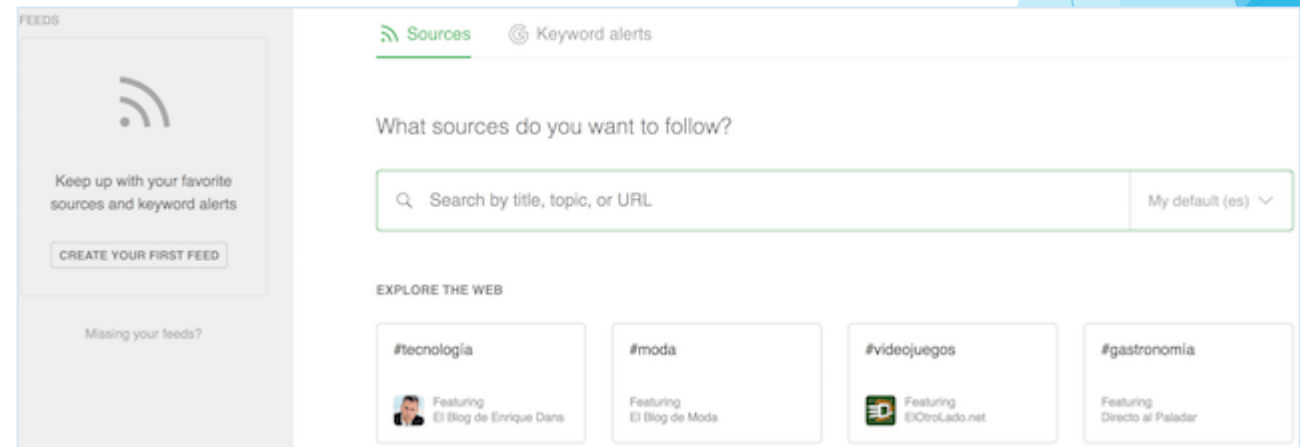 FEEDS
Keep up with your favorite
sources and keyword alerts
CREATE YOUR FIRST FEED
Missing your feeds?
Sources
Keyword alerts
What sources do you want to follow?
Search by title, topic, or URL
My default (es)
EXPLORE THE WEB
#tecnología
Featuring
El Blog de Enrique Dans
#moda
Featuring
El Blog de Moda
#videojuegos
Featuring
ElOtroLado.net
#gastronomía
Featuring
Directo al Paladar